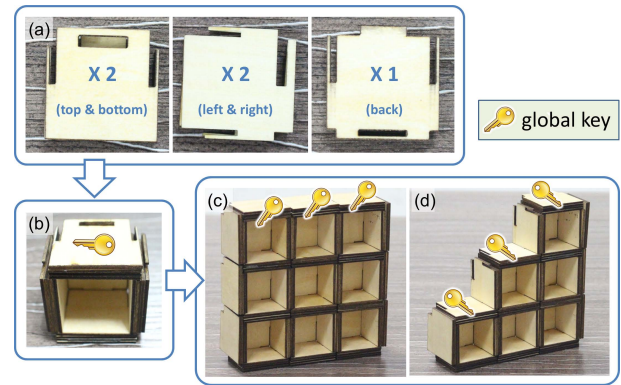 (a)
X 2
(top & bottom)
X 2
(left & right)
X 1
(back)
global key
(b)
(c)
(d)